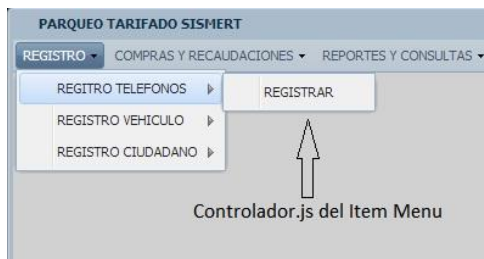 PARQUEO TARIFADO SISMERT
REGISTRO COMPRAS Y RECAUDACIONES REPORTES Y CONSULTAS
REGITRO TELEFONOS REGISTRAR
REGISTRO VEHICULO
REGISTRO CIUDADANO
Controlador.js del Item Menu